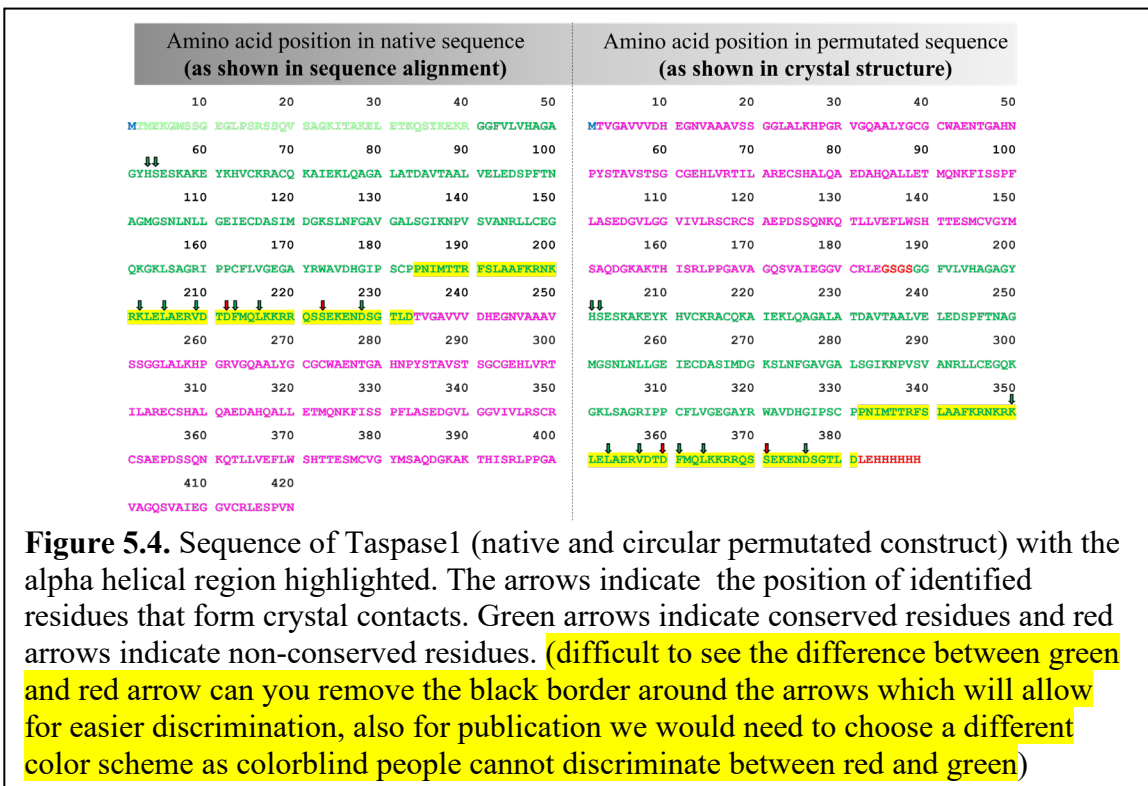 Amino acid position in native sequence
(as shown in sequence alignment)
10 20 30 40 50
MTMEKGMSSG EGLPSRSSQV SAGKITAKEL ETKQSYKEKR GGFVLVHAGA
60 70 80 90 100
GYHSESKAKE YKHVCKRACQ KAIEKLQAGA LATDAVTAAL VELEDSPFTN
110 120 130 140 150
AGMGSNLNLL GEIECDASIM DGKSLNFGAV GALSGIKNPV SVANRLLCEG
160 170 180 190 200
QKGKLSAGRI PPCFLVGEGA YRWAVDHGIP SCPPNIMTTR FSLAAFKRNK
210 220 230 240 250
RKLELAERVD TDFMQLKKRR QSSEKENDSG TLDTVGAVVV DHEGNVAAAV
260 270 280 290 300
SSGGLALKHP GRVGQAALYG CGCWAENTGA HNPYSTAVST SGCGEHLVRT
310 320 330 340 350
ILARECSHAL QAEDAHQALL ETMQNKFISS PFLASEDGVL GGVIVLRSCR
360 370 380 390 400
CSAEPDSSQN KQTLLVEFLW SHTTESMCVG YMSAQDGKAK THISRLPPGA
410 420
VAGQSVAIEG GVCRLESPVN
Amino acid position in permutated sequence
(as shown in crystal structure)
10 20 30 40 50
MTVGAVVVDH EGNVAAAVSS GGLALKHPGR VGQAALYGCG CWAENTGAHN
60 70 80 90 100
PYSTAVSTSG CGEHLVRTIL ARECSHALQA EDAHQALLET MQNKFISSPF
110 120 130 140 150
LASEDGVLGG VIVLRSCRCS AEPDSSQNKQ TLLVEFLWSH TTESMCVGYM
160 170 180 190 200
SAQDGKAKTH ISRLPPGAVA GQSVAIEGGV CRLEGSGSGG FVLVHAGAGY
210 220 230 240 250
HSESKAKEYK HVCKRACQKA IEKLQAGALA TDAVTAALVE LEDSPFTNAG
260 270 280 290 300
MGSNLNLLGE IECDASIMDG KSLNFGAVGA LSGIKNPVSV ANRLLCEGQK
310 320 330 340 350
GKLSAGRIPP CFLVGEGAYR WAVDHGIPSC PPNIMTTRFS LAAFKRNKRK
360 370 380
LELAERVDTD FMQLKKRRQS SEKENDSGTL DLEHHHHHH
Figure 5.4. Sequence of Taspase1 (native and circular permutated construct) with the
alpha helical region highlighted. The arrows indicate the position of identified
residues that form crystal contacts. Green arrows indicate conserved residues and red
arrows indicate non-conserved residues. (difficult to see the difference between green
and red arrow can you remove the black border around the arrows which will allow
for easier discrimination, also for publication we would need to choose a different
color scheme as colorblind people cannot discriminate between red and green)